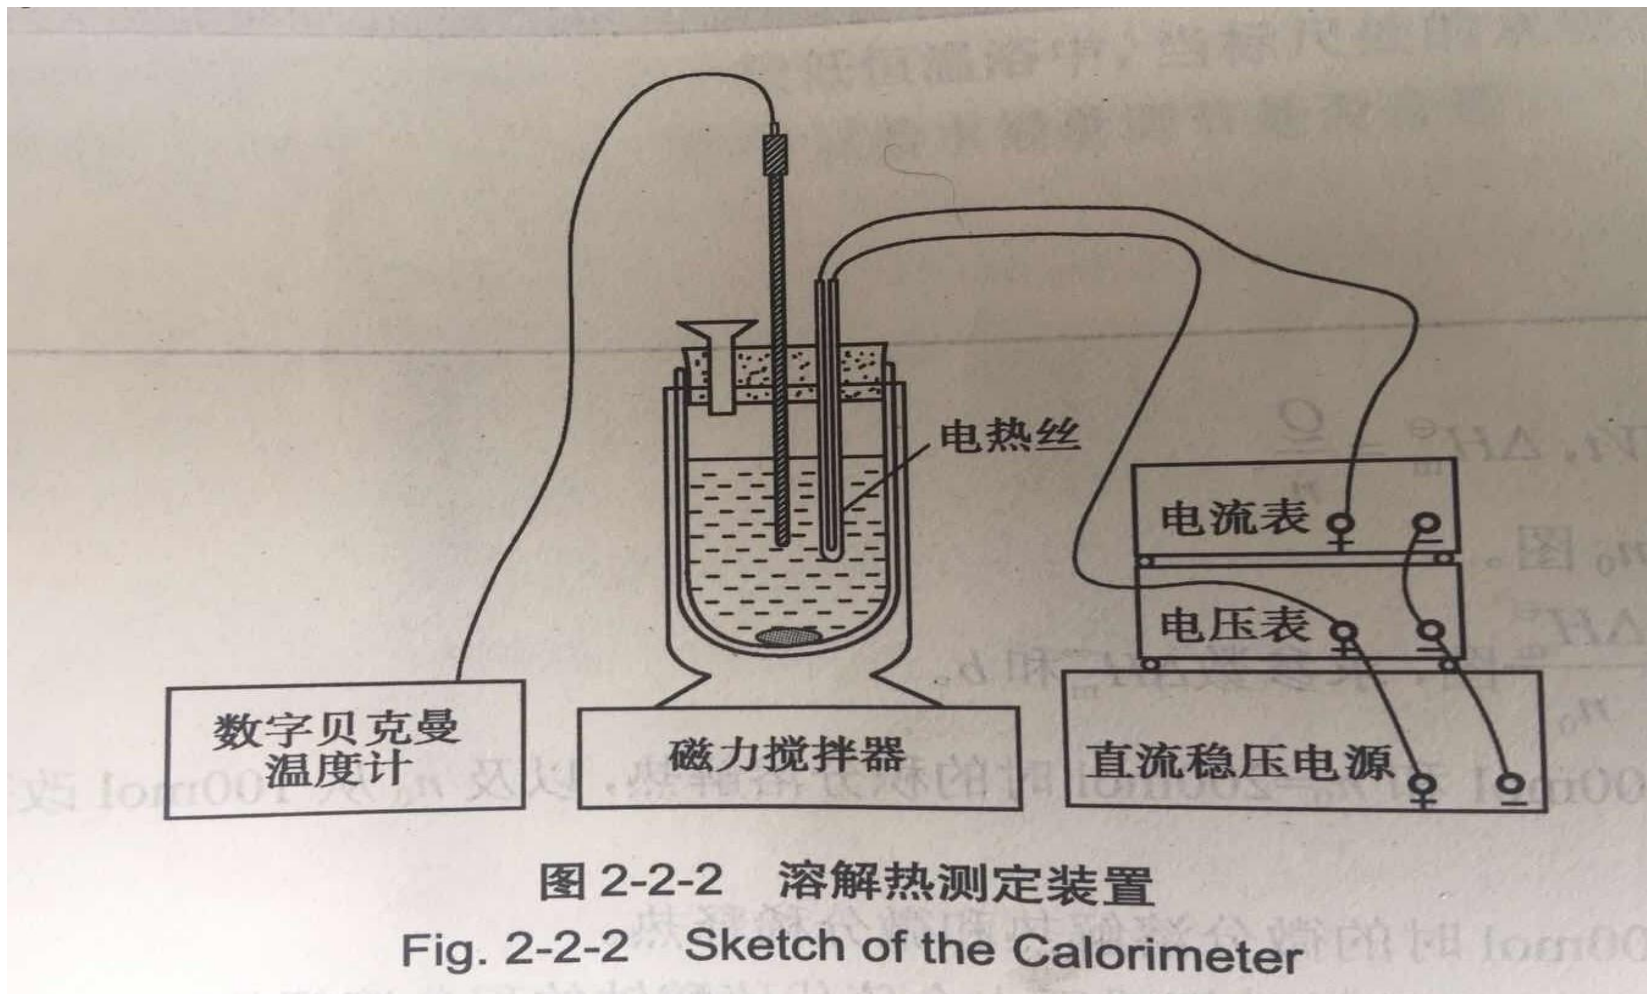 电热丝
电流表
+ −
电压表
+ −
数字贝克曼
温度计
磁力搅拌器
直流稳压电源
+ −
图 2-2-2 溶解热测定装置
Fig. 2-2-2 Sketch of the Calorimeter